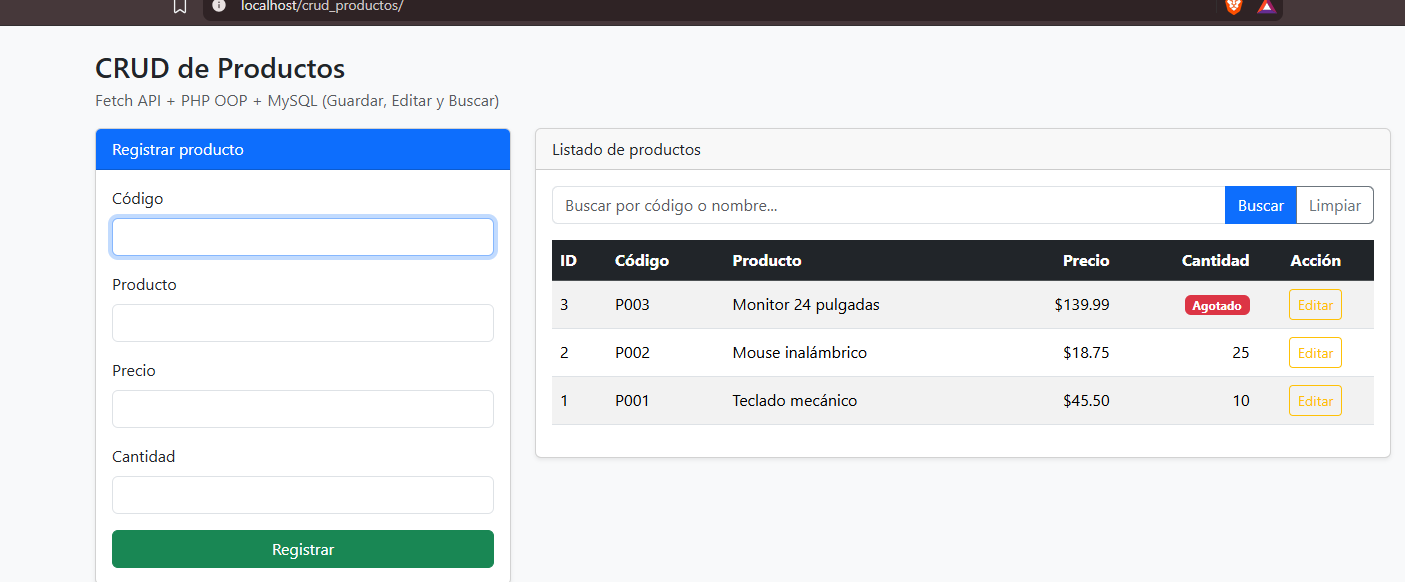 localhost/crud_productos/
CRUD de Productos
Fetch API + PHP OOP + MySQL (Guardar, Editar y Buscar)
Registrar producto
Código
Producto
Precio
Cantidad
Registrar
Listado de productos
Buscar por código o nombre... Buscar Limpiar
ID Código Producto Precio Cantidad Acción
3 P003 Monitor 24 pulgadas $139.99 Agotado Editar
2 P002 Mouse inalámbrico $18.75 25 Editar
1 P001 Teclado mecánico $45.50 10 Editar